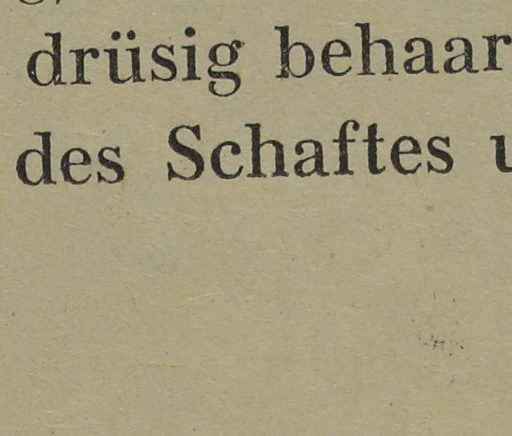 drüsig behaar
des Schaftes u